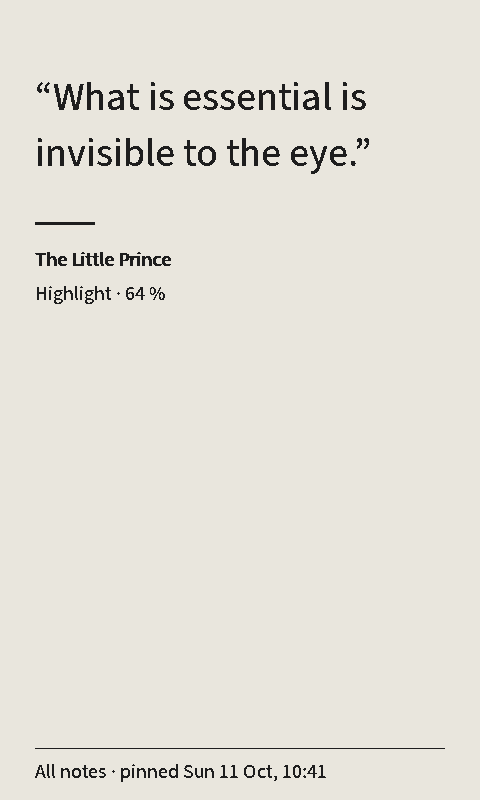 “What is essential is
invisible to the eye.”
The Little Prince
Highlight · 64 %
All notes · pinned Sun 11 Oct, 10:41